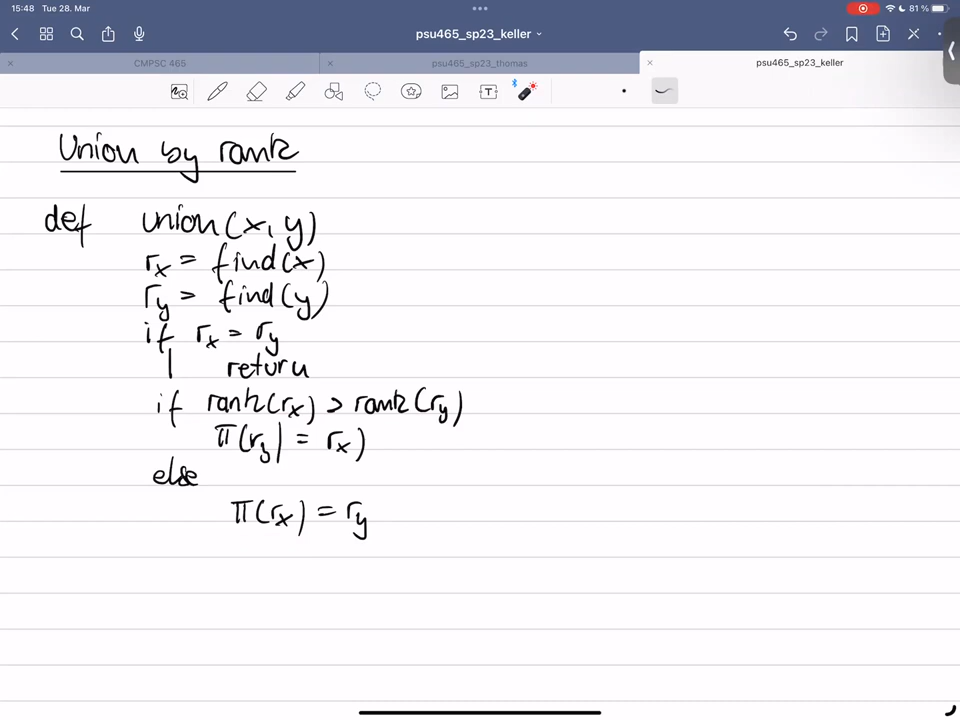 15:48 Tue 28. Mar
81 %
psu465_sp23_keller
CMPSC 465
psu465_sp23_thomas
psu465_sp23_keller
Union by rank
def union(x, y)
rx = find(x)
ry = find(y)
if rx = ry
return
if rank(rx) > rank(ry)
π(ry) = rx)
else
π(rx) = ry